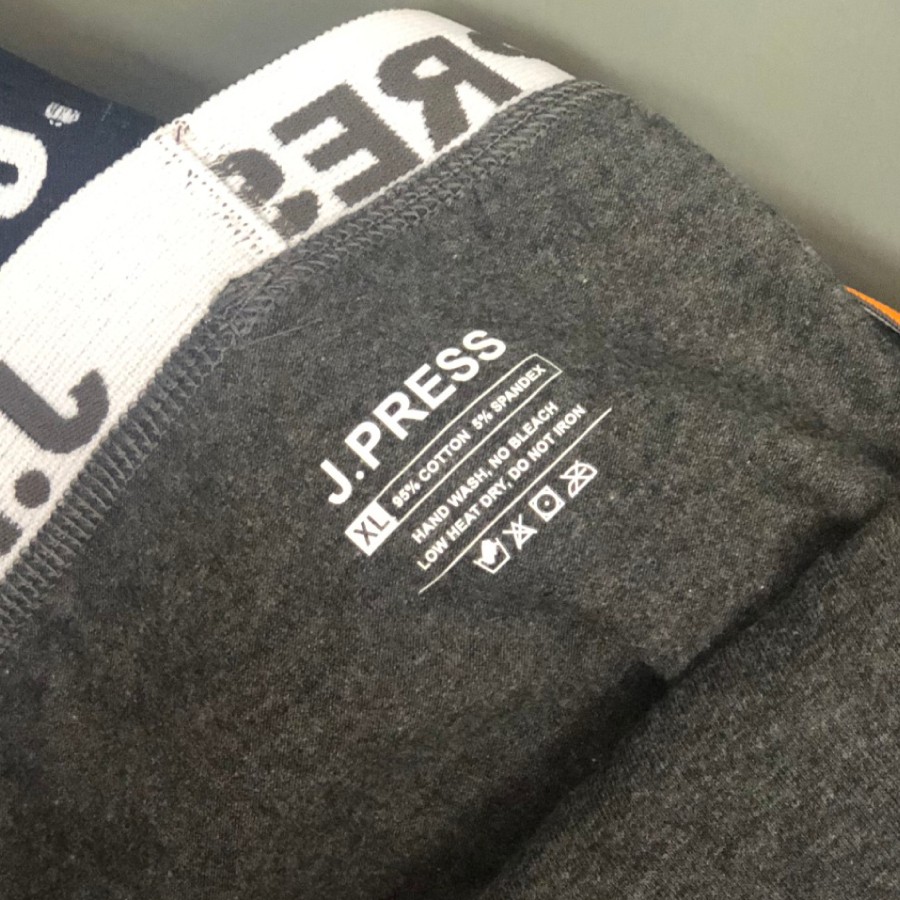 J.PRESS
XL 95% COTTON 5% SPANDEX
HAND WASH, NO BLEACH
LOW HEAT DRY, DO NOT IRON